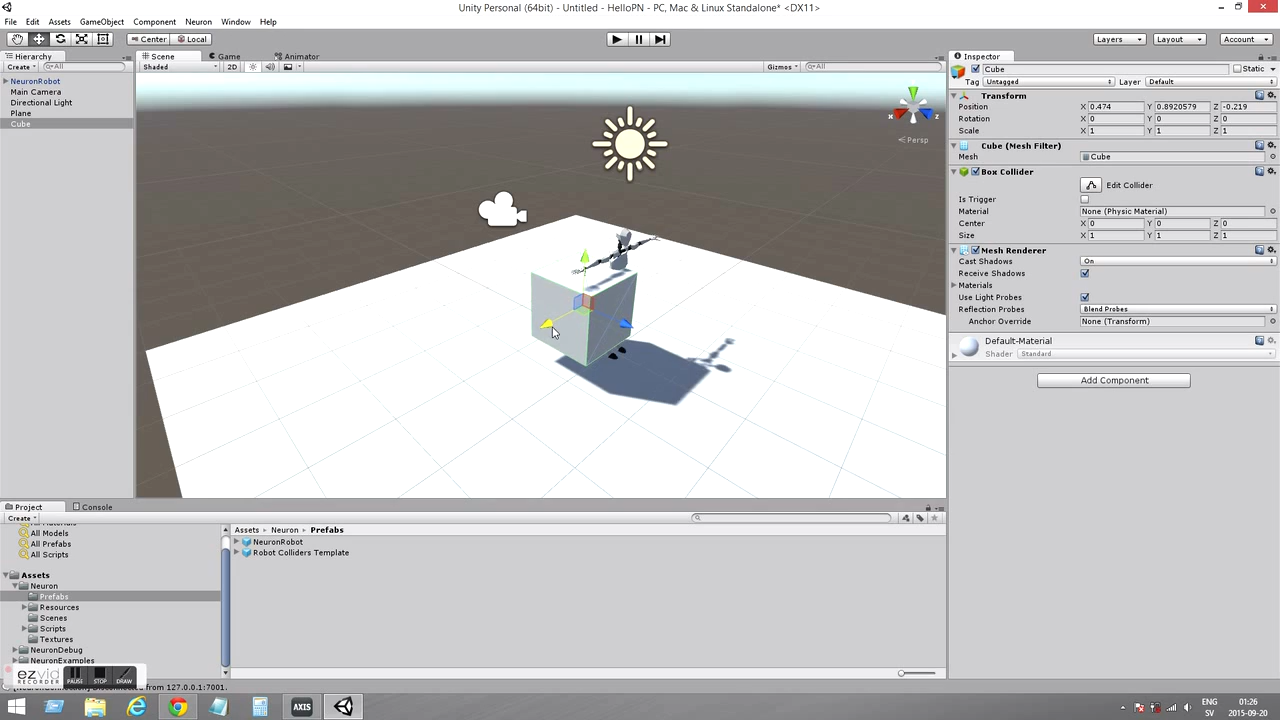 Unity Personal (64bit) - Untitled - HelloPN - PC, Mac & Linux Standalone* <DX11>
File Edit Assets GameObject Component Neuron Window Help
Center Local Layers Layout Account
Hierarchy
Create All
NeuronRobot
Main Camera
Directional Light
Plane
Cube
Scene Game Animator
Shaded 2D Gizmos All
x z
Persp
Inspector
Cube Static
Tag Untagged Layer Default
Transform
Position X 0.474 Y 0.8920579 Z -0.219
Rotation X 0 Y 0 Z 0
Scale X 1 Y 1 Z 1
Cube (Mesh Filter)
Mesh Cube
Box Collider
Edit Collider
Is Trigger
Material None (Physic Material)
Center X 0 Y 0 Z 0
Size X 1 Y 1 Z 1
Mesh Renderer
Cast Shadows On
Receive Shadows
Materials
Use Light Probes
Reflection Probes Blend Probes
Anchor Override None (Transform)
Default-Material
Shader Standard
Add Component
Project Console
Create
All Models
All Prefabs
All Scripts
Assets
Neuron
Prefabs
Resources
Scenes
Scripts
Textures
NeuronDebug
NeuronExamples
Assets Neuron Prefabs
NeuronRobot
Robot Colliders Template
ezvid
RECORDER
PAUSE STOP DRAW
from 127.0.0.1:7001.
AXIS
ENG
SV
01:26
2015-09-20